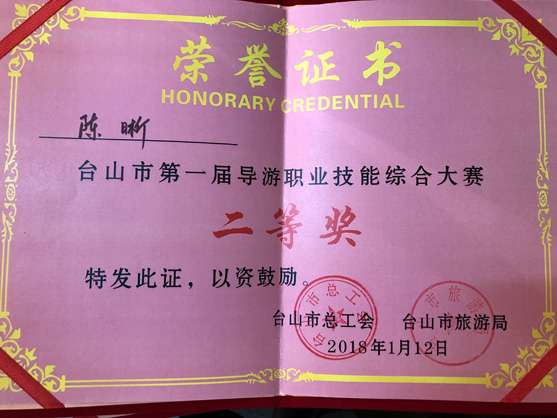 荣誉证书
HONORARY CREDENTIAL
陈晰
台山市第一届导游职业技能综合大赛
二等奖
特发此证，以资鼓励。
台山市总工会 台山市旅游局
2018年1月12日